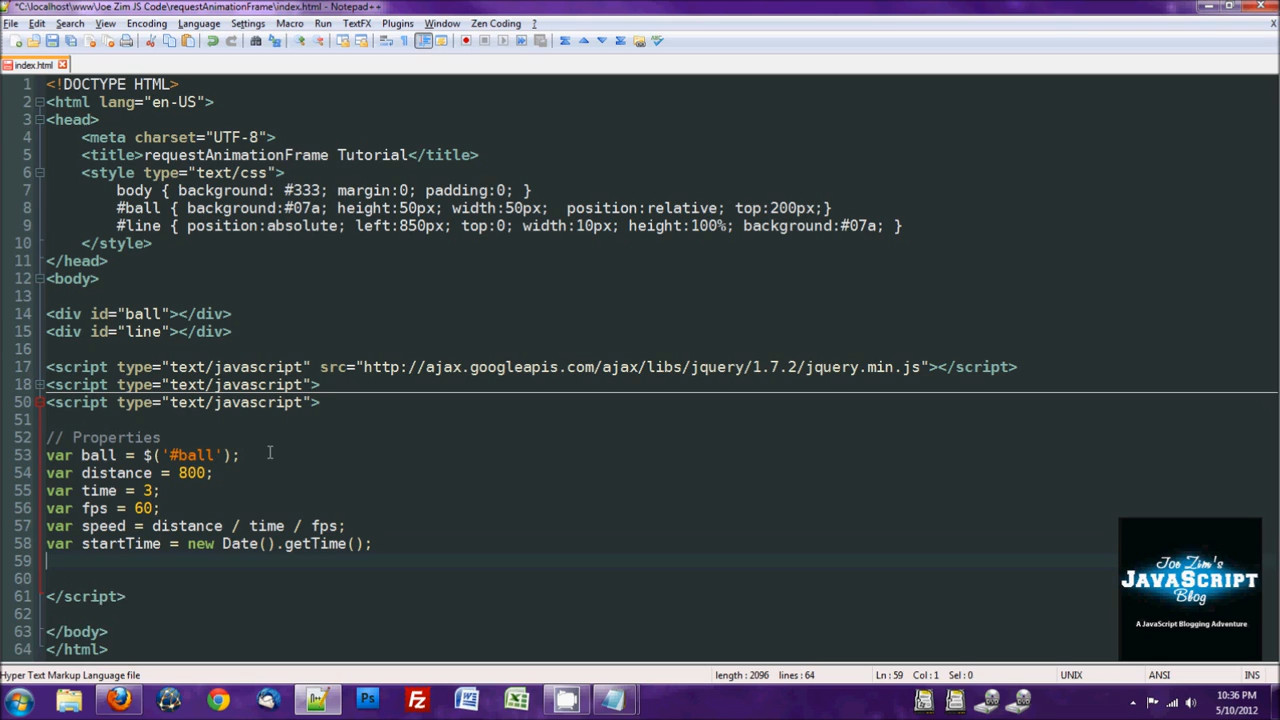 *C:\localhost\www\Joe Zim JS Code\requestAnimationFrame\index.html - Notepad++
File Edit Search View Encoding Language Settings Macro Run TextFX Plugins Window Zen Coding ?
index.html
1 <!DOCTYPE HTML>
2 <html lang="en-US">
3 <head>
4 <meta charset="UTF-8">
5 <title>requestAnimationFrame Tutorial</title>
6 <style type="text/css">
7 body { background: #333; margin:0; padding:0; }
8 #ball { background:#07a; height:50px; width:50px;  position:relative; top:200px;}
9 #line { position:absolute; left:850px; top:0; width:10px; height:100%; background:#07a; }
10 </style>
11 </head>
12 <body>
13
14 <div id="ball"></div>
15 <div id="line"></div>
16
17 <script type="text/javascript" src="http://ajax.googleapis.com/ajax/libs/jquery/1.7.2/jquery.min.js"></script>
18 <script type="text/javascript">
50 <script type="text/javascript">
51
52 // Properties
53 var ball = $('#ball');
54 var distance = 800;
55 var time = 3;
56 var fps = 60;
57 var speed = distance / time / fps;
58 var startTime = new Date().getTime();
59
60
61 </script>
62
63 </body>
64 </html>
Joe Zim's
JavaScript
Blog
A JavaScript Blogging Adventure
Hyper Text Markup Language file length : 2096 lines : 64 Ln : 59 Col : 1 Sel : 0 UNIX ANSI INS
10:36 PM
5/10/2012